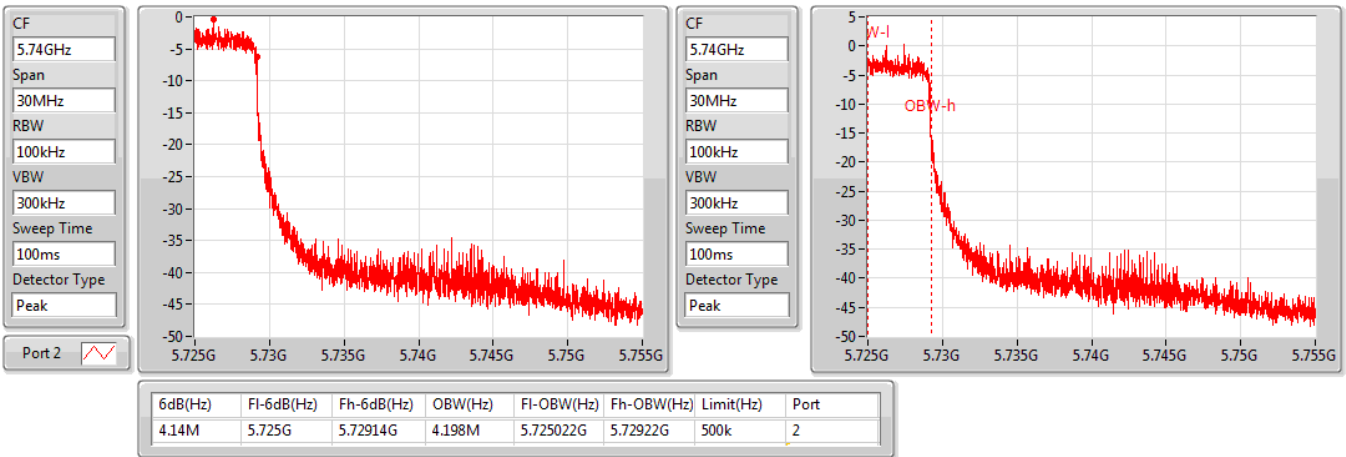 CF
5.74GHz
Span
30MHz
RBW
100kHz
VBW
300kHz
Sweep Time
100ms
Detector Type
Peak
Port 2
0
-5
-10
-15
-20
-25
-30
-35
-40
-45
-50
5.725G 5.73G 5.735G 5.74G 5.745G 5.75G 5.755G
CF
5.74GHz
Span
30MHz
RBW
100kHz
VBW
300kHz
Sweep Time
100ms
Detector Type
Peak
5
0
-5
-10
-15
-20
-25
-30
-35
-40
-45
-50
W-l
OBW-h
5.725G 5.73G 5.735G 5.74G 5.745G 5.75G 5.755G
6dB(Hz) Fl-6dB(Hz) Fh-6dB(Hz) OBW(Hz) Fl-OBW(Hz) Fh-OBW(Hz) Limit(Hz) Port
4.14M 5.725G 5.72914G 4.198M 5.725022G 5.72922G 500k 2